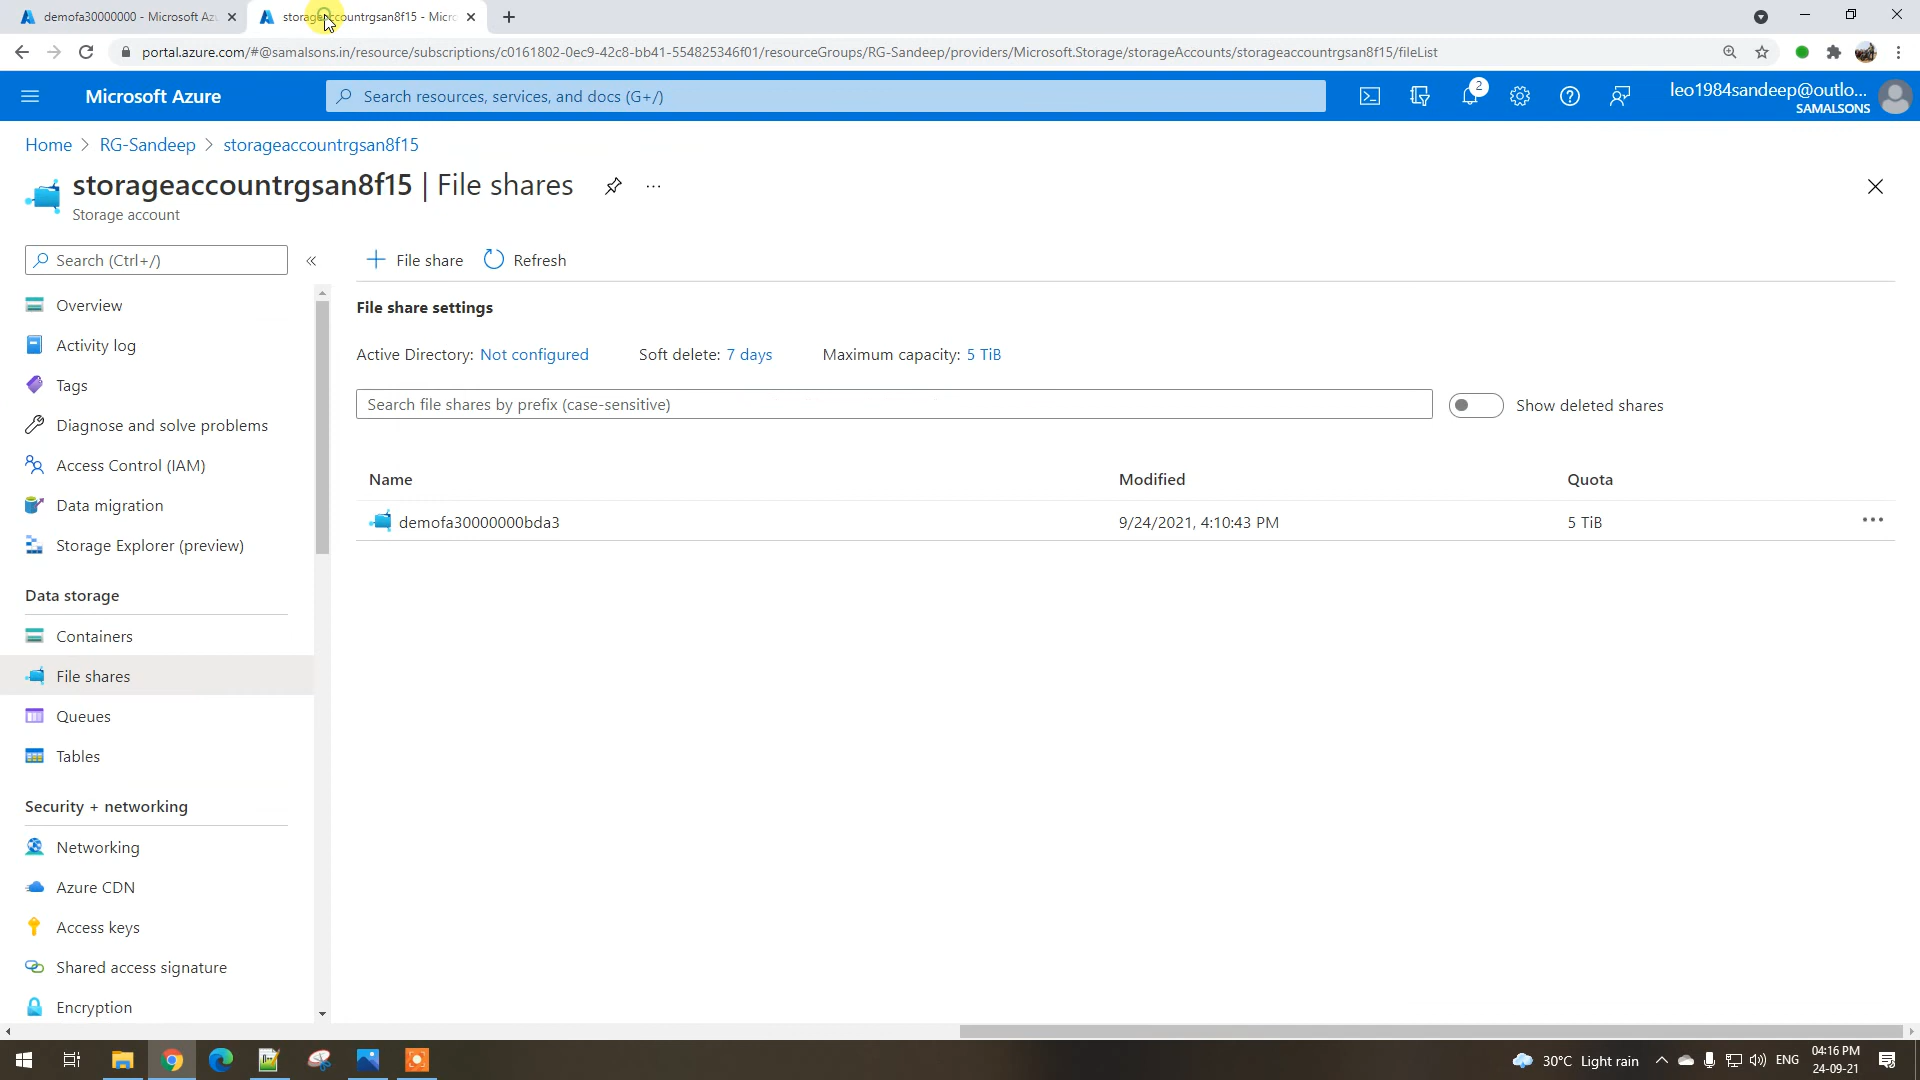 demofa30000000 - Microsoft Az
storageaccountrgsan8f15 - Micro
portal.azure.com/#@samalsons.in/resource/subscriptions/c0161802-0ec9-42c8-bb41-554825346f01/resourceGroups/RG-Sandeep/providers/Microsoft.Storage/storageAccounts/storageaccountrgsan8f15/fileList
Microsoft Azure
Search resources, services, and docs (G+/)
2
leo1984sandeep@outlo...
SAMALSONS
Home > RG-Sandeep > storageaccountrgsan8f15
storageaccountrgsan8f15 | File shares
...
Storage account
Search (Ctrl+/)
«
Overview
Activity log
Tags
Diagnose and solve problems
Access Control (IAM)
Data migration
Storage Explorer (preview)
Data storage
Containers
File shares
Queues
Tables
Security + networking
Networking
Azure CDN
Access keys
Shared access signature
Encryption
+ File share
Refresh
File share settings
Active Directory: Not configured
Soft delete: 7 days
Maximum capacity: 5 TiB
Search file shares by prefix (case-sensitive)
Show deleted shares
Name Modified Quota
demofa30000000bda3 9/24/2021, 4:10:43 PM 5 TiB
30°C Light rain
ENG
04:16 PM
24-09-21